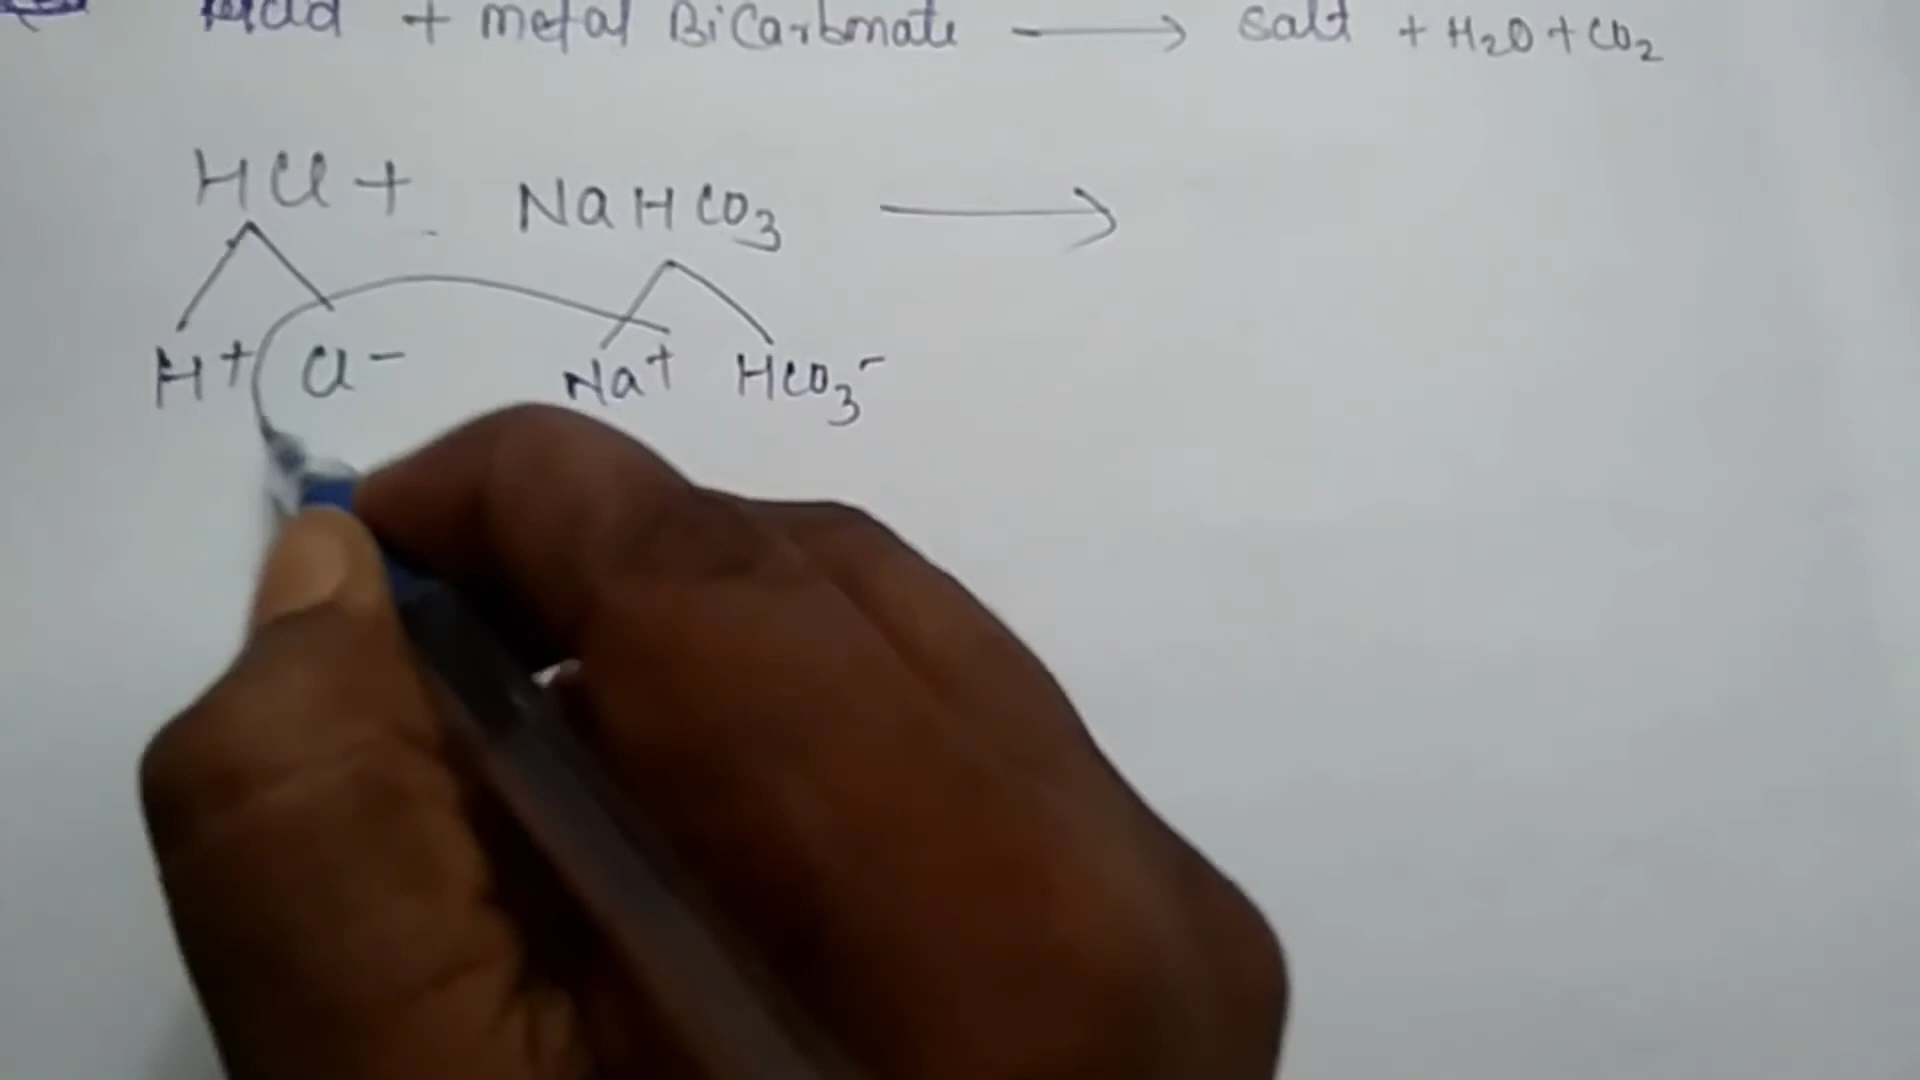 Acid + metal BiCarbonate ⟶ salt + H2O + CO2
HCl + NaHCO3 ⟶
H+ Cl- Na+ HCO3-